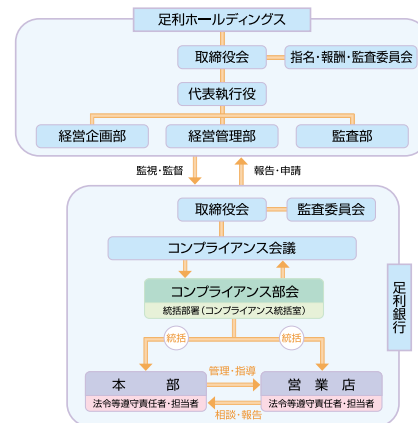 足利ホールディングス
取締役会
指名・報酬・監査委員会
代表執行役
経営企画部
経営管理部
監査部
監視・監督
報告・申請
取締役会
監査委員会
コンプライアンス会議
コンプライアンス部会
統括部署(コンプライアンス統括室)
足利銀行
統括
統括
管理・指導
本部
営業店
法令等遵守責任者・担当者
法令等遵守責任者・担当者
相談・報告